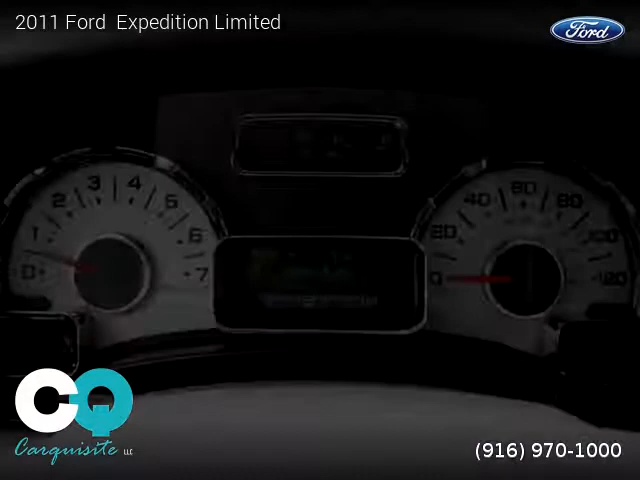 2011 Ford  Expedition Limited
Ford
0 1 2 3 4 5 6 7
0 20 40 60 80 100 120
CQ
Carquisite LLC
(916) 970-1000